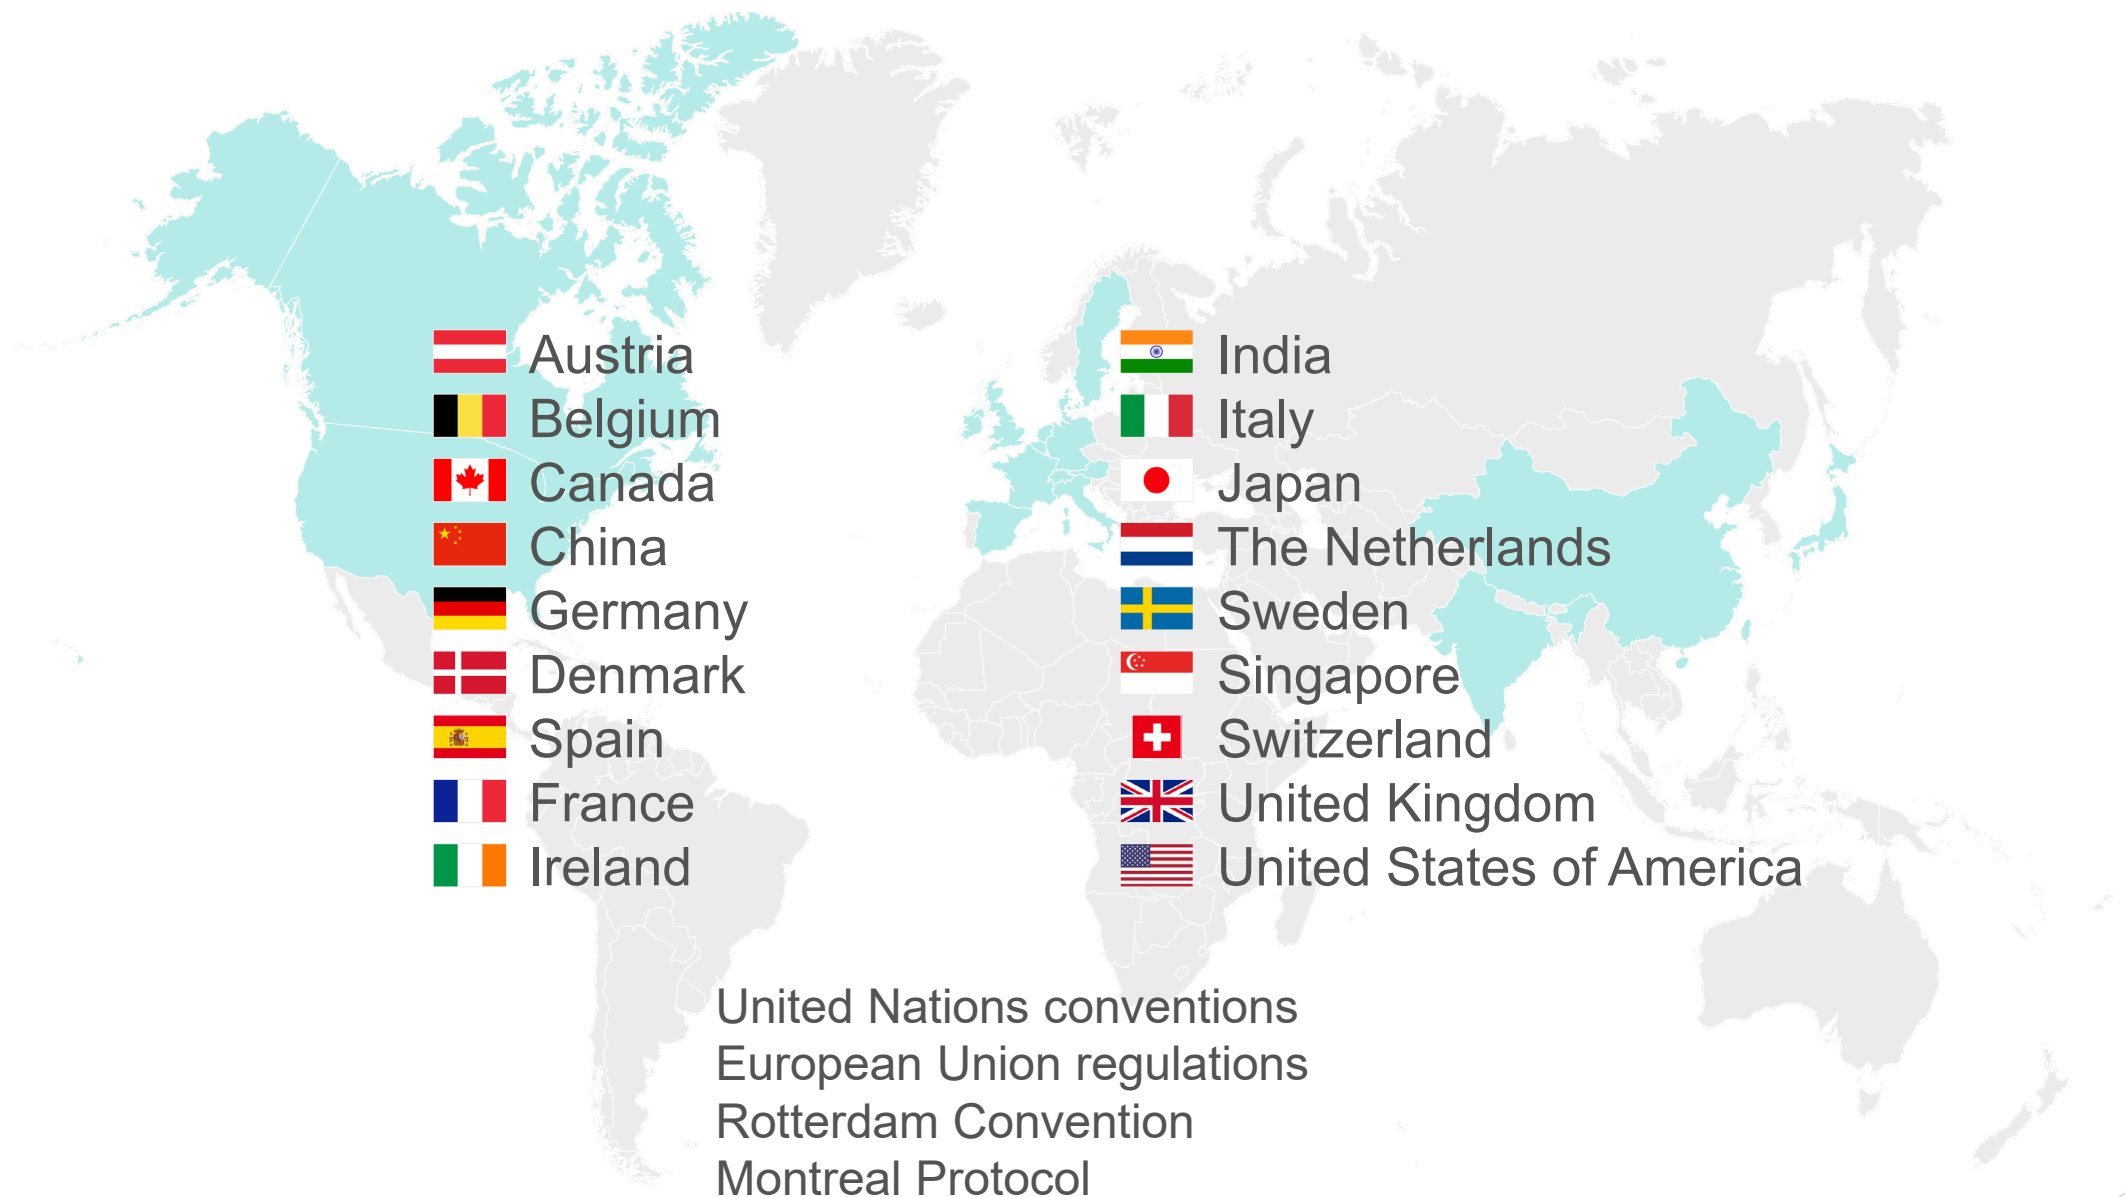 Austria
Belgium
Canada
China
Germany
Denmark
Spain
France
Ireland
India
Italy
Japan
The Netherlands
Sweden
Singapore
Switzerland
United Kingdom
United States of America
United Nations conventions
European Union regulations
Rotterdam Convention
Montreal Protocol